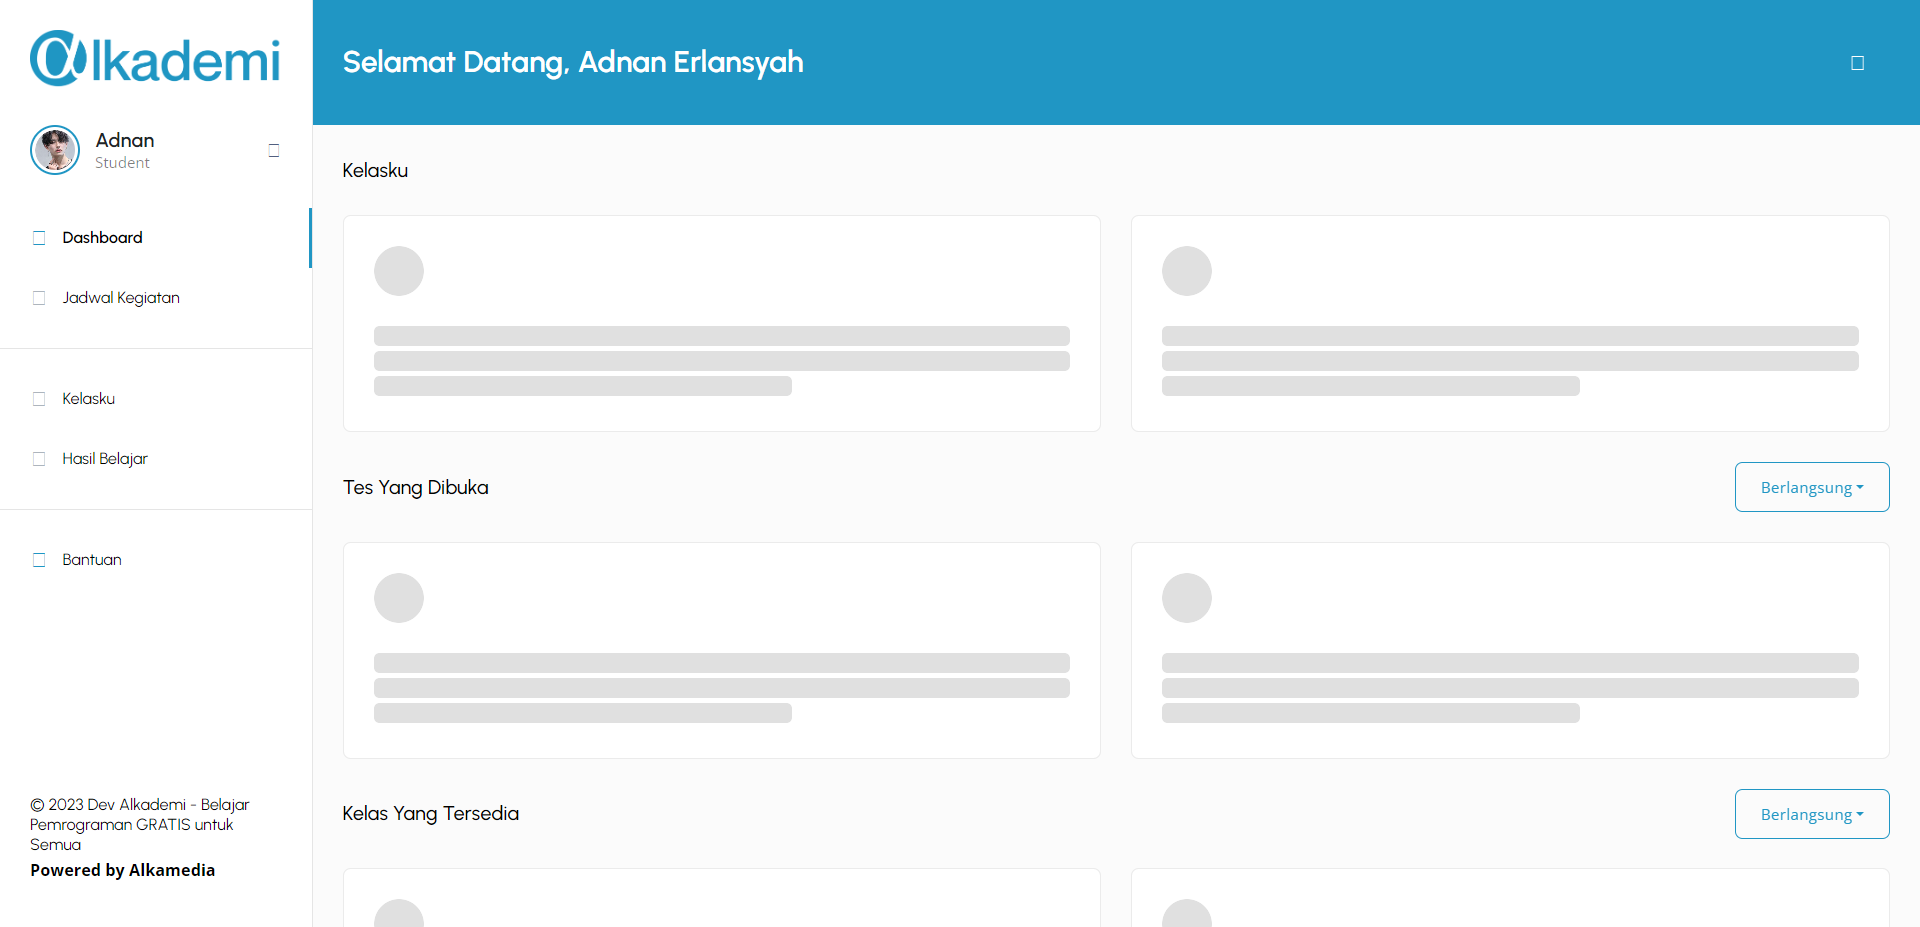 Alkademi
Adnan
Student
Dashboard
Jadwal Kegiatan
Kelasku
Hasil Belajar
Bantuan
© 2023 Dev Alkademi - Belajar
Pemrograman GRATIS untuk
Semua
Powered by Alkamedia
Selamat Datang, Adnan Erlansyah
Kelasku
Tes Yang Dibuka
Berlangsung
Kelas Yang Tersedia
Berlangsung